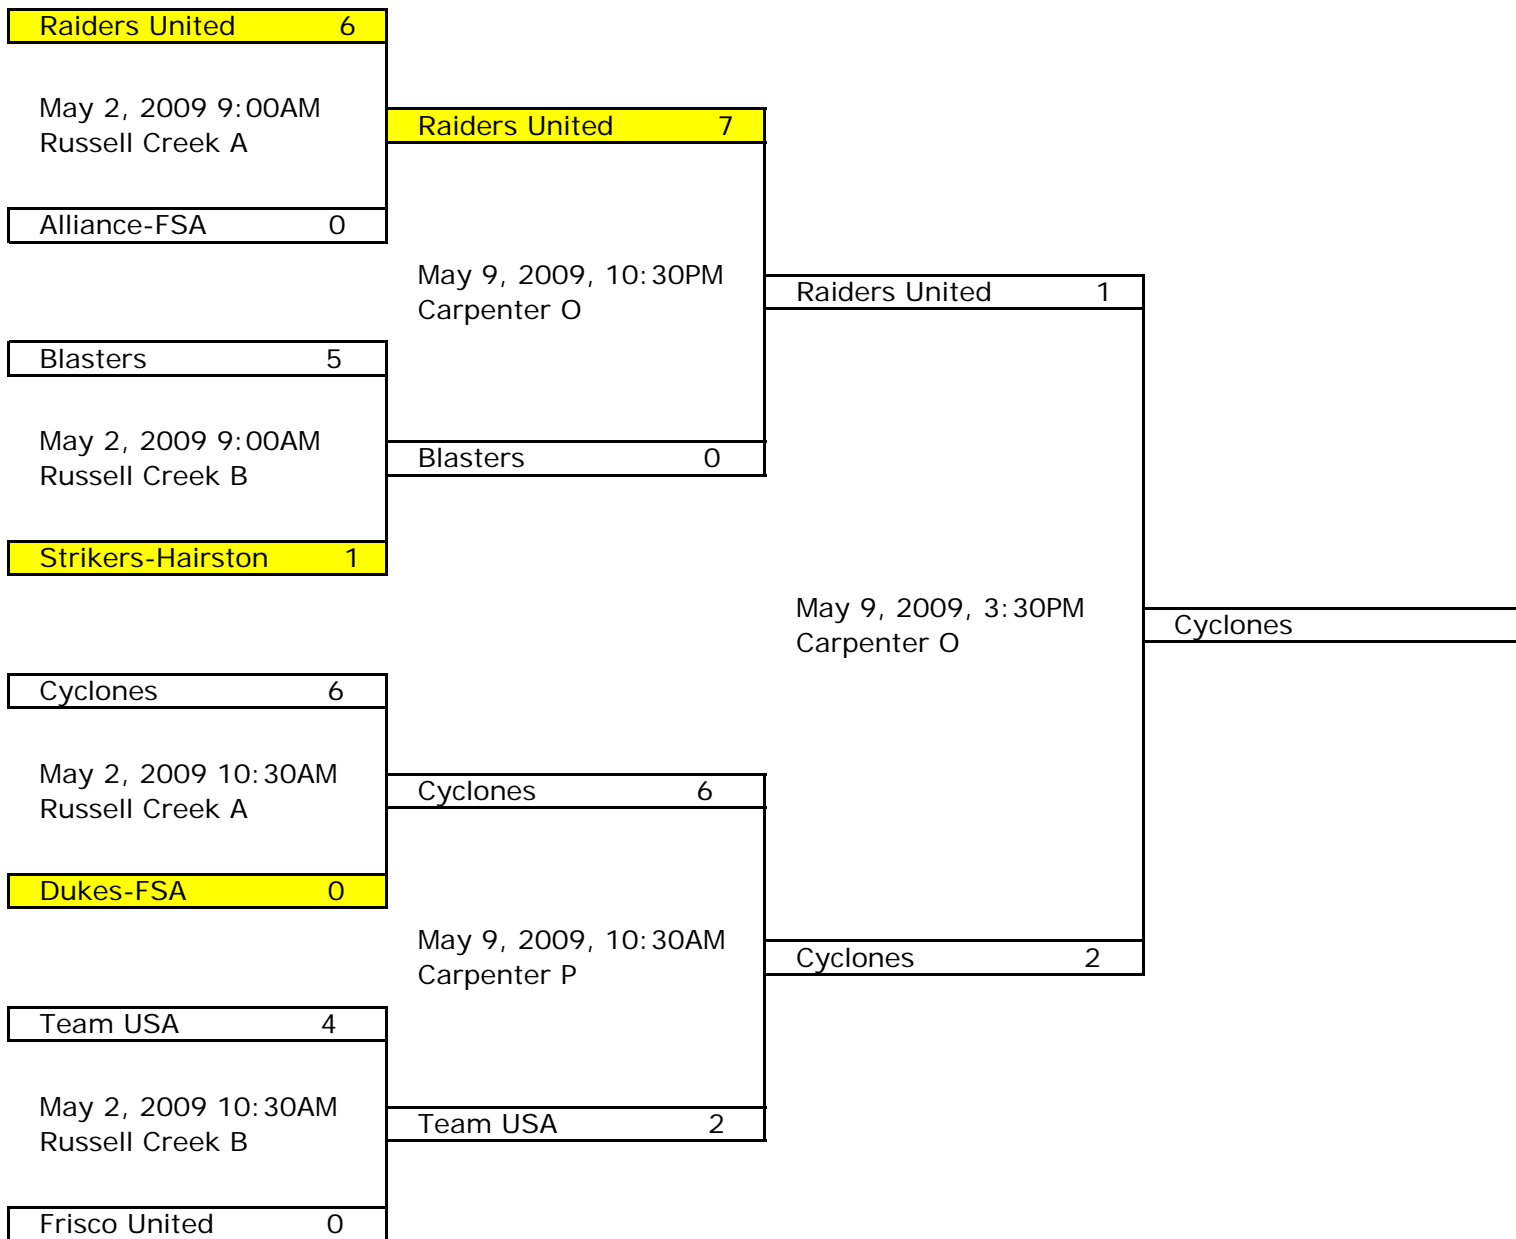 Raiders United 6
May 2, 2009 9:00AM
Russell Creek A
Alliance-FSA 0
Blasters 5
May 2, 2009 9:00AM
Russell Creek B
Strikers-Hairston 1
Cyclones 6
May 2, 2009 10:30AM
Russell Creek A
Dukes-FSA 0
Team USA 4
May 2, 2009 10:30AM
Russell Creek B
Frisco United 0
Raiders United 7
May 9, 2009, 10:30PM
Carpenter O
Blasters 0
Cyclones 6
May 9, 2009, 10:30AM
Carpenter P
Team USA 2
Raiders United 1
May 9, 2009, 3:30PM
Carpenter O
Cyclones 2
Cyclones